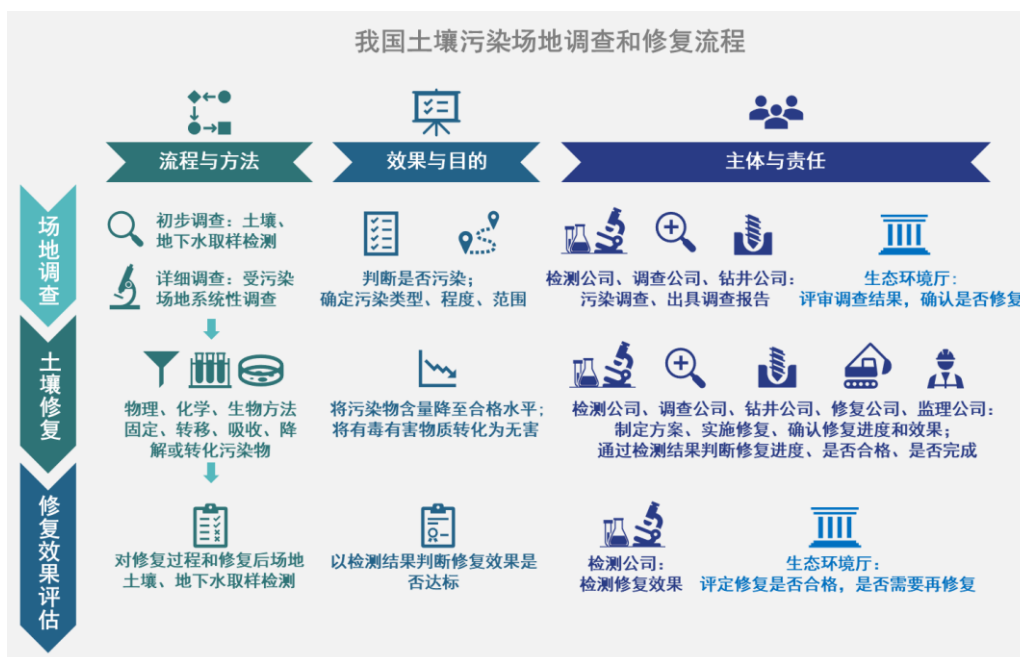 我国土壤污染场地调查和修复流程
流程与方法
效果与目的
主体与责任
场地调查
初步调查：土壤、
地下水取样检测
详细调查：受污染
场地系统性调查
判断是否污染；
确定污染类型、程度、范围
检测公司、调查公司、钻井公司：
污染调查、出具调查报告
生态环境厅：
评审调查结果，确认是否修复
土壤修复
物理、化学、生物方法
固定、转移、吸收、降
解或转化污染物
将污染物含量降至合格水平；
将有毒有害物质转化为无害
检测公司、调查公司、钻井公司、修复公司、监理公司：
制定方案、实施修复、确认修复进度和效果；
通过检测结果判断修复进度、是否合格、是否完成
修复效果评估
对修复过程和修复后场地
土壤、地下水取样检测
以检测结果判断修复效果是
否达标
检测公司：
检测修复效果
生态环境厅：
评定修复是否合格，是否需要再修复